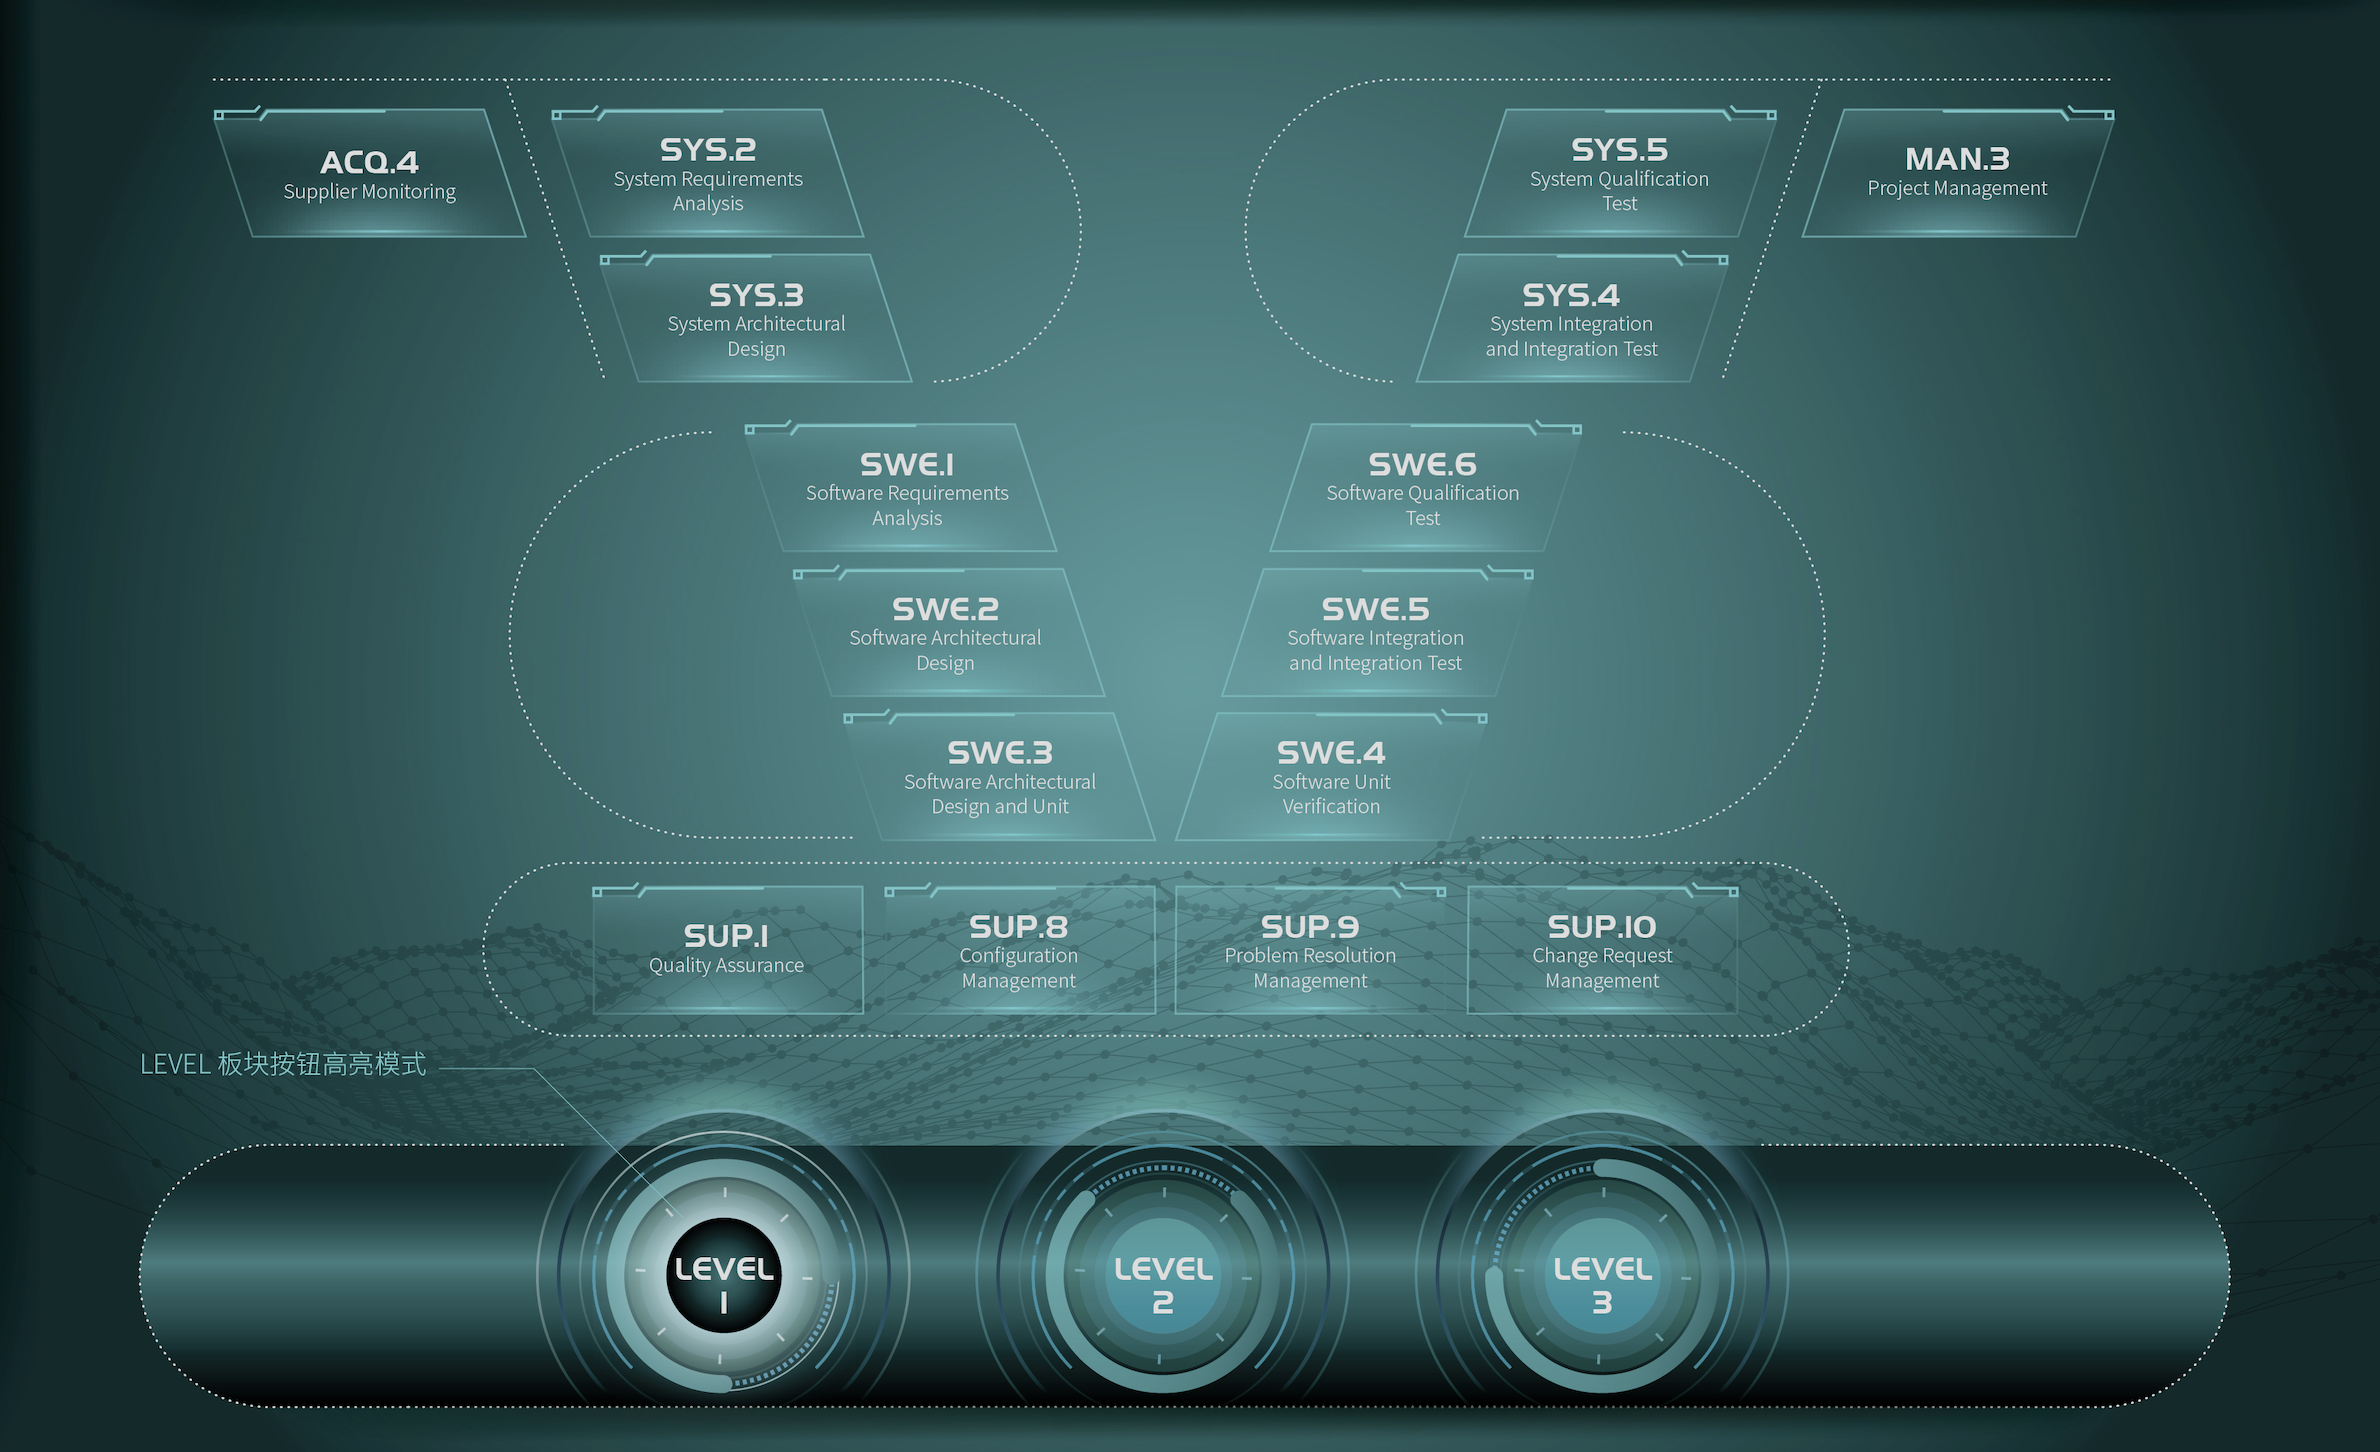 ACQ.4
Supplier Monitoring
SYS.2
System Requirements
Analysis
SYS.5
System Qualification
Test
MAN.3
Project Management
SYS.3
System Architectural
Design
SYS.4
System Integration
and Integration Test
SWE.1
Software Requirements
Analysis
SWE.6
Software Qualification
Test
SWE.2
Software Architectural
Design
SWE.5
Software Integration
and Integration Test
SWE.3
Software Architectural
Design and Unit
SWE.4
Software Unit
Verification
SUP.1
Quality Assurance
SUP.8
Configuration
Management
SUP.9
Problem Resolution
Management
SUP.10
Change Request
Management
LEVEL 板块按钮高亮模式
LEVEL
1
LEVEL
2
LEVEL
3